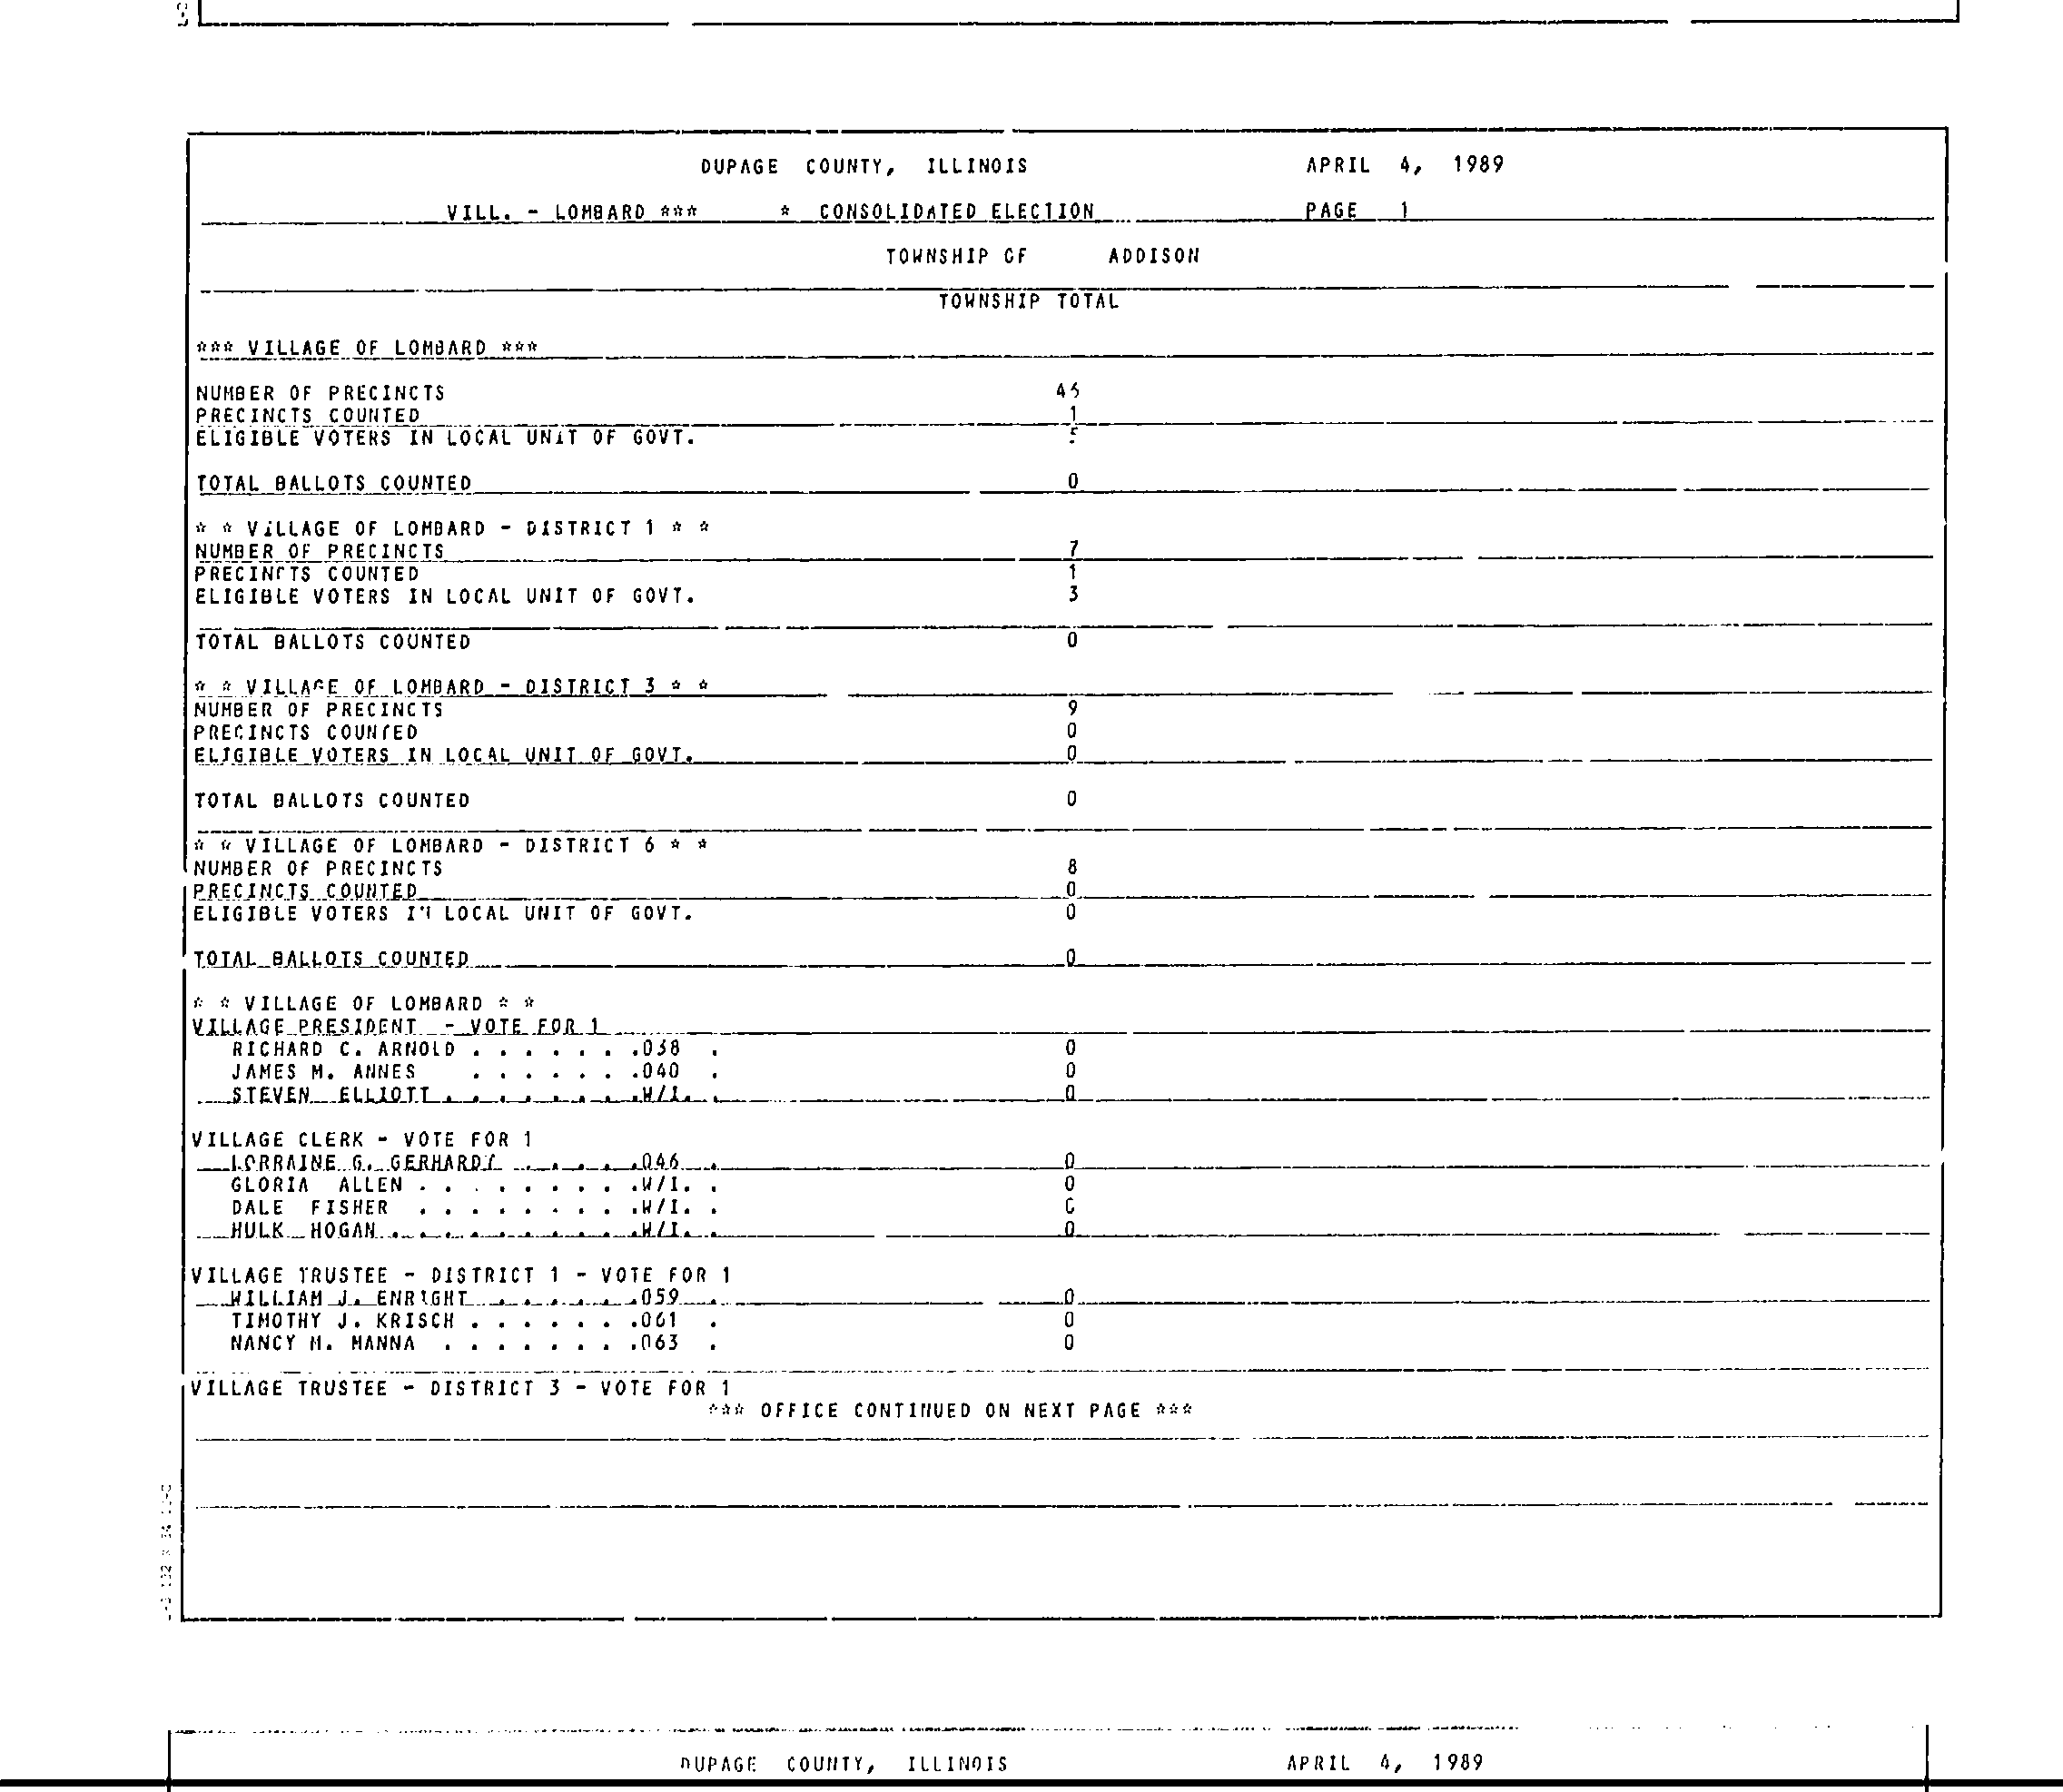 DUPAGE COUNTY, ILLINOIS APRIL 4, 1989
VILL. - LOMBARD *** * CONSOLIDATED ELECTION PAGE 1
TOWNSHIP OF ADDISON
TOWNSHIP TOTAL
*** VILLAGE OF LOMBARD ***
NUMBER OF PRECINCTS
PRECINCTS COUNTED 1
ELIGIBLE VOTERS IN LOCAL UNIT OF GOVT.
TOTAL BALLOTS COUNTED 0
* * VILLAGE OF LOMBARD - DISTRICT 1 * *
NUMBER OF PRECINCTS 7
PRECINCTS COUNTED 1
ELIGIBLE VOTERS IN LOCAL UNIT OF GOVT. 3
TOTAL BALLOTS COUNTED 0
* * VILLAGE OF LOMBARD - DISTRICT 3 * *
NUMBER OF PRECINCTS 9
PRECINCTS COUNTED 0
ELIGIBLE VOTERS IN LOCAL UNIT OF GOVT. 0
TOTAL BALLOTS COUNTED 0
* * VILLAGE OF LOMBARD - DISTRICT 6 * *
NUMBER OF PRECINCTS 8
PRECINCTS COUNTED 0
ELIGIBLE VOTERS IN LOCAL UNIT OF GOVT. 0
TOTAL BALLOTS COUNTED 0
* * VILLAGE OF LOMBARD * *
VILLAGE PRESIDENT - VOTE FOR 1
RICHARD C. ARNOLD . . . . . . .038 . 0
JAMES M. ANNES . . . . . . .040 . 0
STEVEN ELLIOTT . . . . . . . .W/I. . 0
VILLAGE CLERK - VOTE FOR 1
LORRAINE G. GERHARDT . . . . .046 . 0
GLORIA ALLEN . . . . . . . . .W/I. . 0
DALE FISHER . . . . . . . . .W/I. . 0
HULK HOGAN . . . . . . . . . .W/I. . 0
VILLAGE TRUSTEE - DISTRICT 1 - VOTE FOR 1
WILLIAM J. ENRIGHT . . . . . .059 . 0
TIMOTHY J. KRISCH . . . . . . .061 . 0
NANCY M. MANNA . . . . . . . .063 . 0
VILLAGE TRUSTEE - DISTRICT 3 - VOTE FOR 1
*** OFFICE CONTINUED ON NEXT PAGE ***
DUPAGE COUNTY, ILLINOIS APRIL 4, 1989